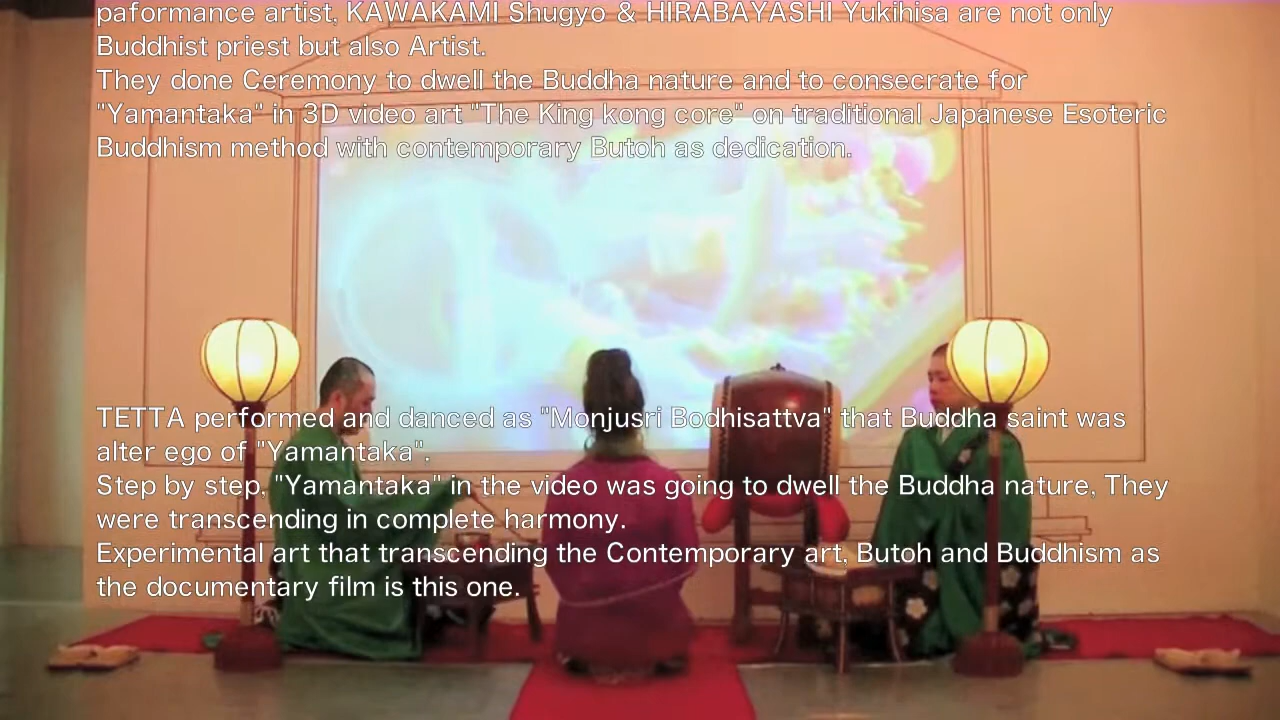 paformance artist, KAWAKAMI Shugyo & HIRABAYASHI Yukihisa are not only
Buddhist priest but also Artist.
They done Ceremony to dwell the Buddha nature and to consecrate for
"Yamantaka" in 3D video art "The King kong core" on traditional Japanese Esoteric
Buddhism method with contemporary Butoh as dedication.
TETTA performed and danced as "Monjusri Bodhisattva" that Buddha saint was
alter ego of "Yamantaka".
Step by step, "Yamantaka" in the video was going to dwell the Buddha nature, They
were transcending in complete harmony.
Experimental art that transcending the Contemporary art, Butoh and Buddhism as
the documentary film is this one.